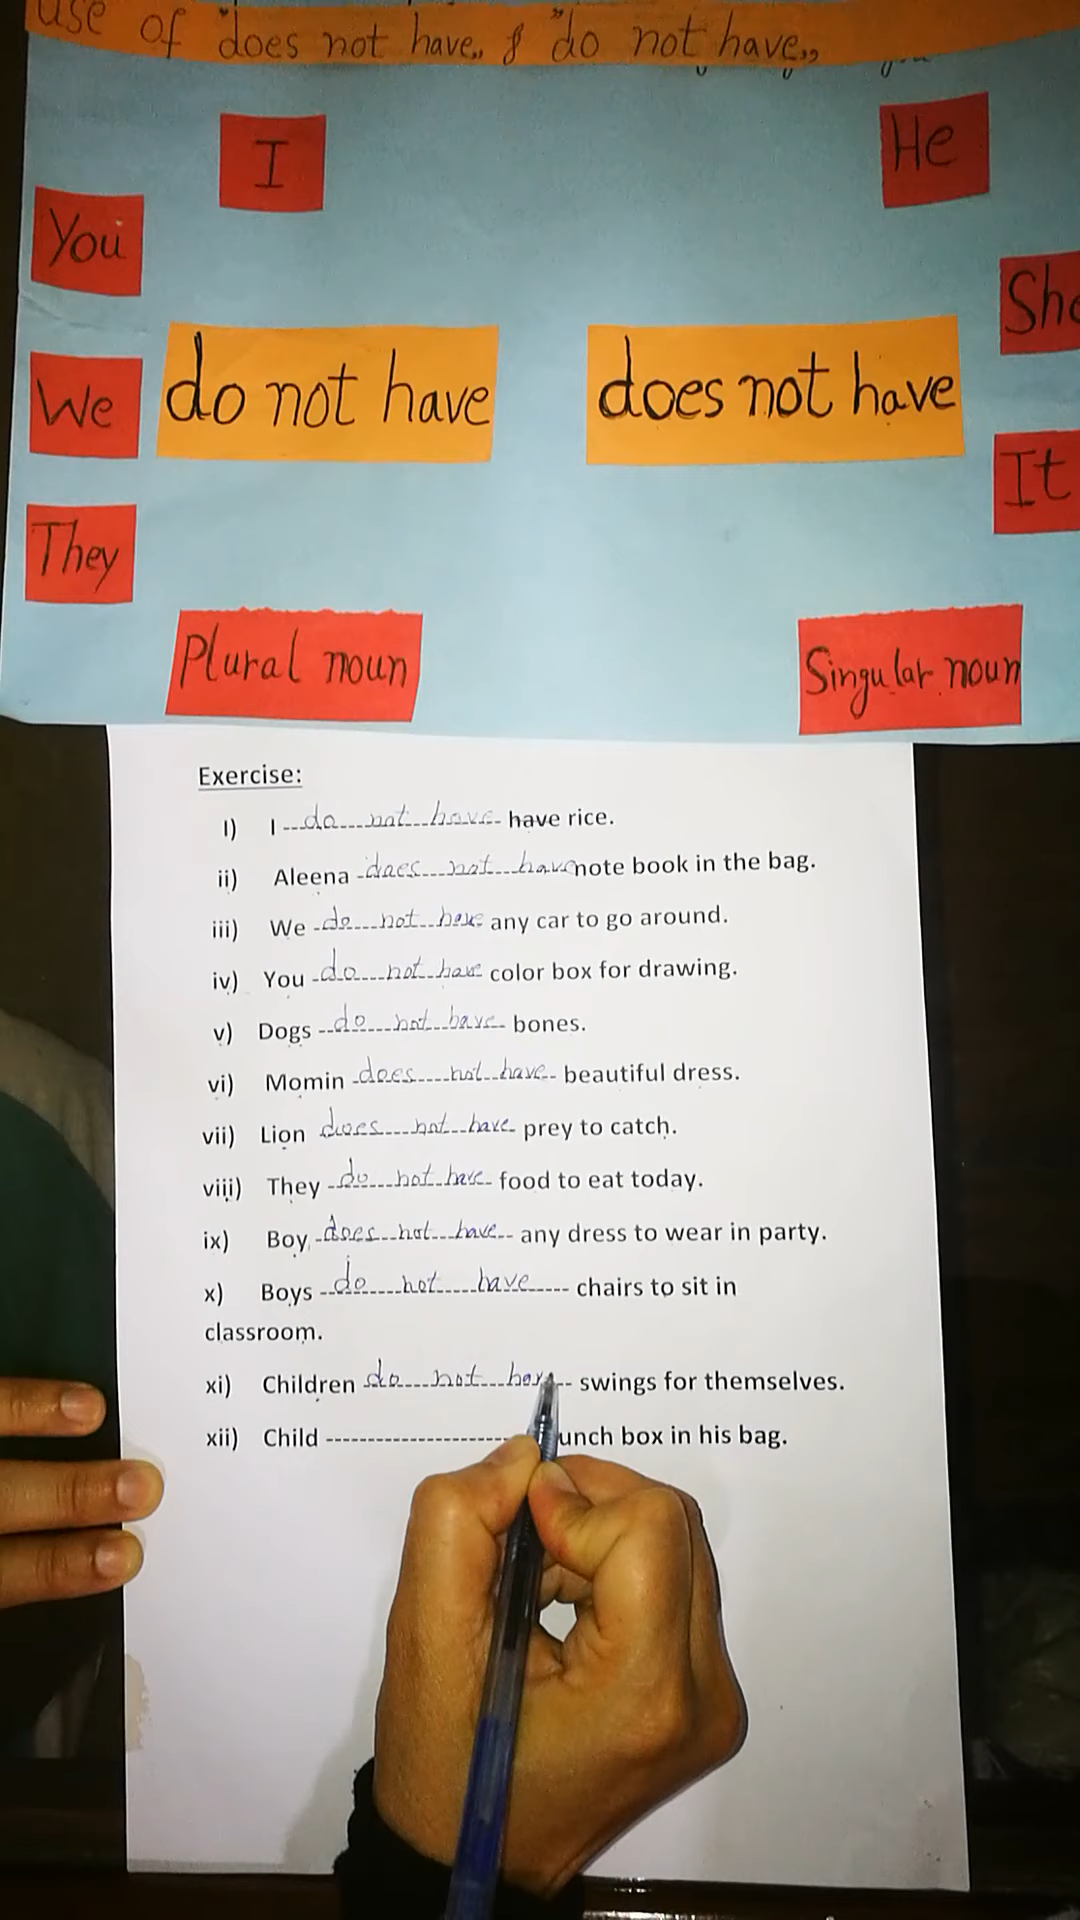 use of "does not have„ & "do not have„
I
He
You
She
do not have
does not have
We
It
They
Plural noun
Singular noun
Exercise:
I) I do not have have rice.
ii) Aleena does not have note book in the bag.
iii) We do not have any car to go around.
iv) You do not have color box for drawing.
v) Dogs do not have bones.
vi) Momin does not have beautiful dress.
vii) Lion does not have prey to catch.
viii) They do not have food to eat today.
ix) Boy does not have any dress to wear in party.
x) Boys do not have chairs to sit in
classroom.
xi) Children do not hav swings for themselves.
xii) Child ---------------------- unch box in his bag.